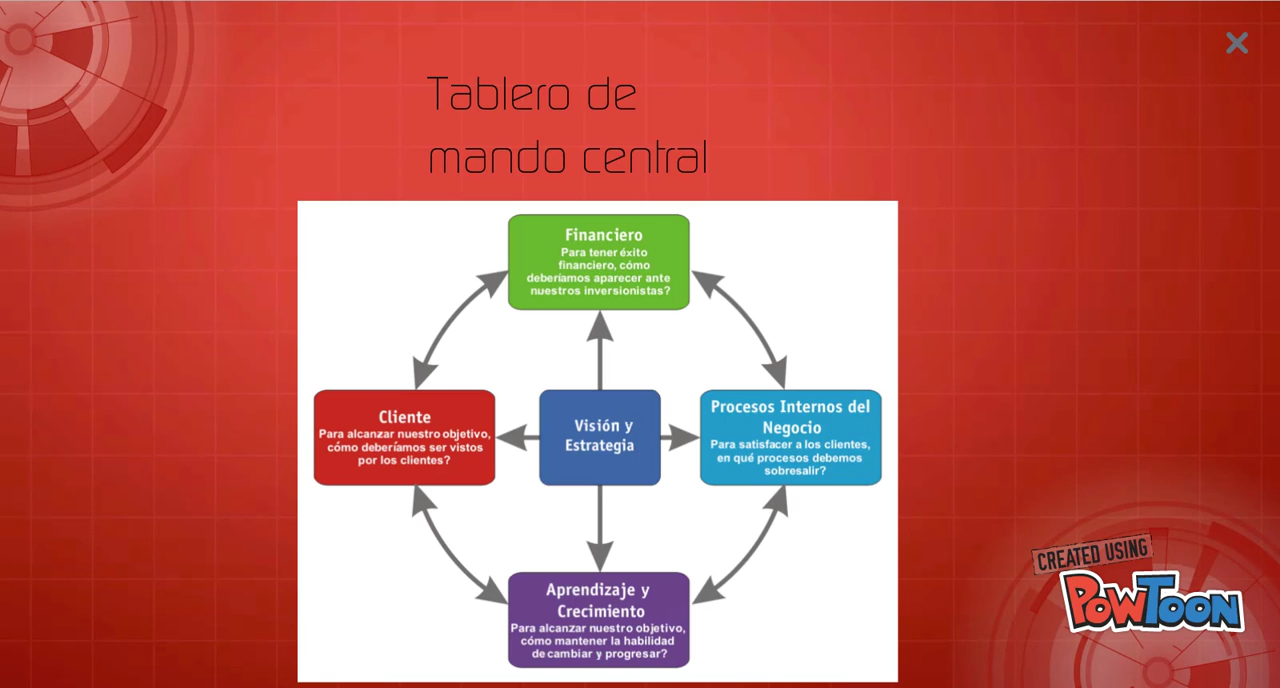 Tablero de
mando central
Financiero
Para tener éxito
financiero, cómo
deberíamos aparecer ante
nuestros inversionistas?
Cliente
Para alcanzar nuestro objetivo,
cómo deberíamos ser vistos
por los clientes?
Visión y
Estrategia
Procesos Internos del
Negocio
Para satisfacer a los clientes,
en qué procesos debemos
sobresalir?
Aprendizaje y
Crecimiento
Para alcanzar nuestro objetivo,
cómo mantener la habilidad
de cambiar y progresar?
CREATED USING
POWTOON